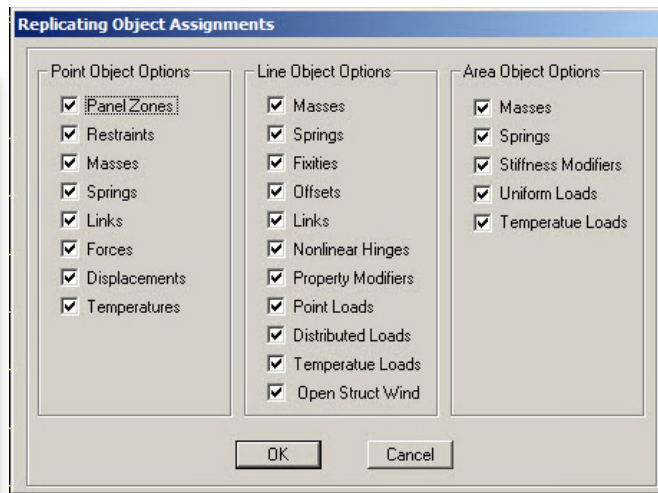 Replicating Object Assignments
Point Object Options
Panel Zones
Restraints
Masses
Springs
Links
Forces
Displacements
Temperatures
Line Object Options
Masses
Springs
Fixities
Offsets
Links
Nonlinear Hinges
Property Modifiers
Point Loads
Distributed Loads
Temperatue Loads
Open Struct Wind
Area Object Options
Masses
Springs
Stiffness Modifiers
Uniform Loads
Temperatue Loads
OK
Cancel